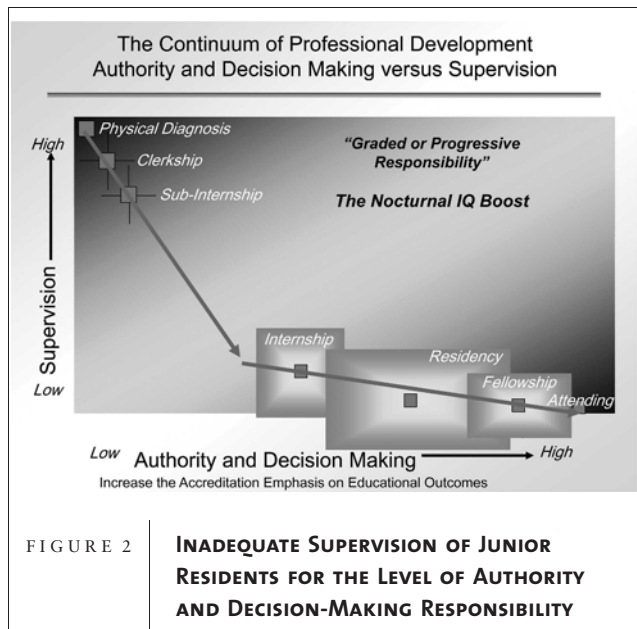 The Continuum of Professional Development
Authority and Decision Making versus Supervision
Physical Diagnosis
High
Clerkship
Sub-Internship
"Graded or Progressive
Responsibility"
The Nocturnal IQ Boost
Supervision
Internship
Residency
Fellowship
Attending
Low
Low
Authority and Decision Making
High
Increase the Accreditation Emphasis on Educational Outcomes
FIGURE 2
INADEQUATE SUPERVISION OF JUNIOR
RESIDENTS FOR THE LEVEL OF AUTHORITY
AND DECISION-MAKING RESPONSIBILITY